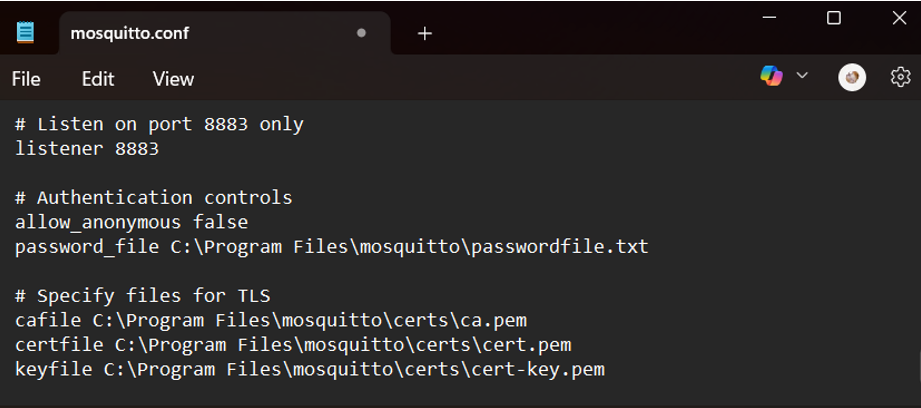 mosquitto.conf
File Edit View
# Listen on port 8883 only
listener 8883
# Authentication controls
allow_anonymous false
password_file C:\Program Files\mosquitto\passwordfile.txt
# Specify files for TLS
cafile C:\Program Files\mosquitto\certs\ca.pem
certfile C:\Program Files\mosquitto\certs\cert.pem
keyfile C:\Program Files\mosquitto\certs\cert-key.pem